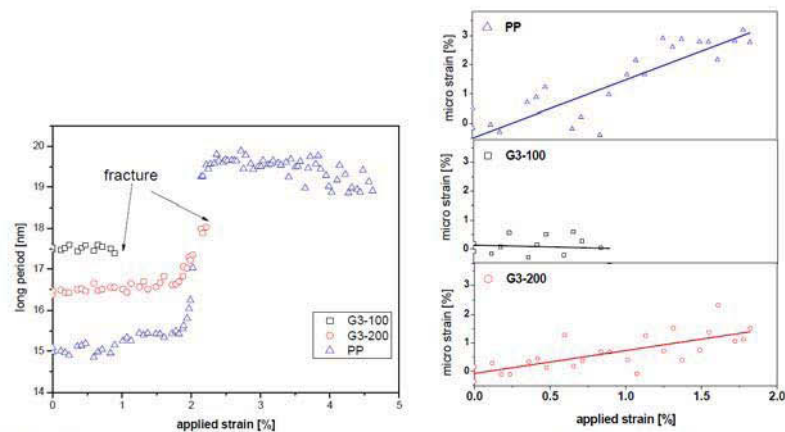 20
19
18
17
16
15
14
long period [nm]
fracture
G3-100
G3-200
PP
0
1
2
3
4
5
applied strain [%]
PP
3
2
1
0
micro strain [%]
G3-100
3
2
1
0
micro strain [%]
G3-200
3
2
1
0
micro strain [%]
0.0
0.5
1.0
1.5
2.0
applied strain [%]